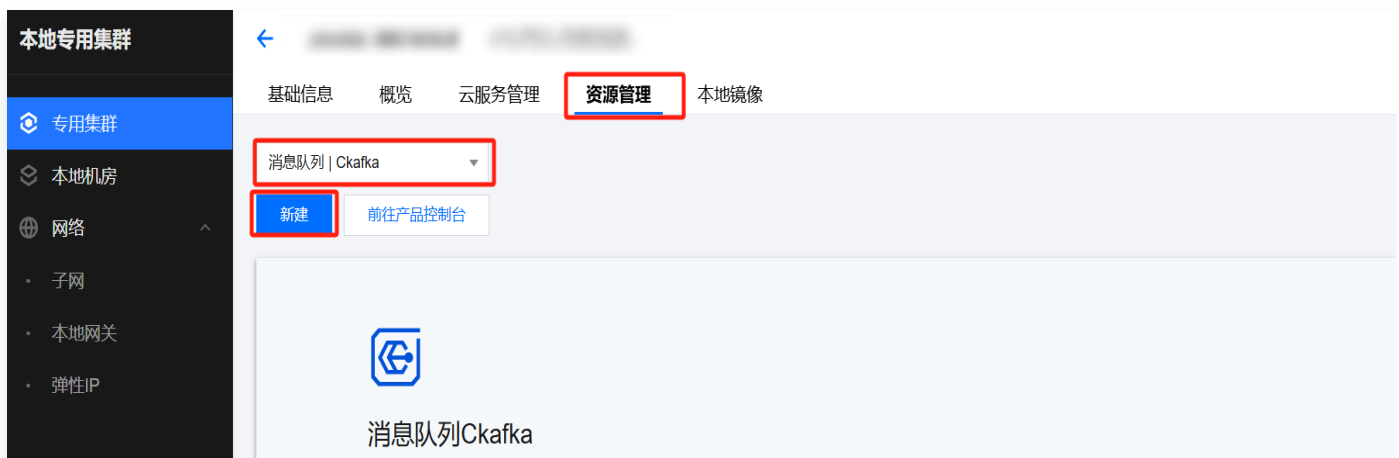 本地专用集群
基础信息 概览 云服务管理 资源管理 本地镜像
专用集群
本地机房
网络
子网
本地网关
弹性IP
消息队列 | Ckafka
新建 前往产品控制台
消息队列Ckafka